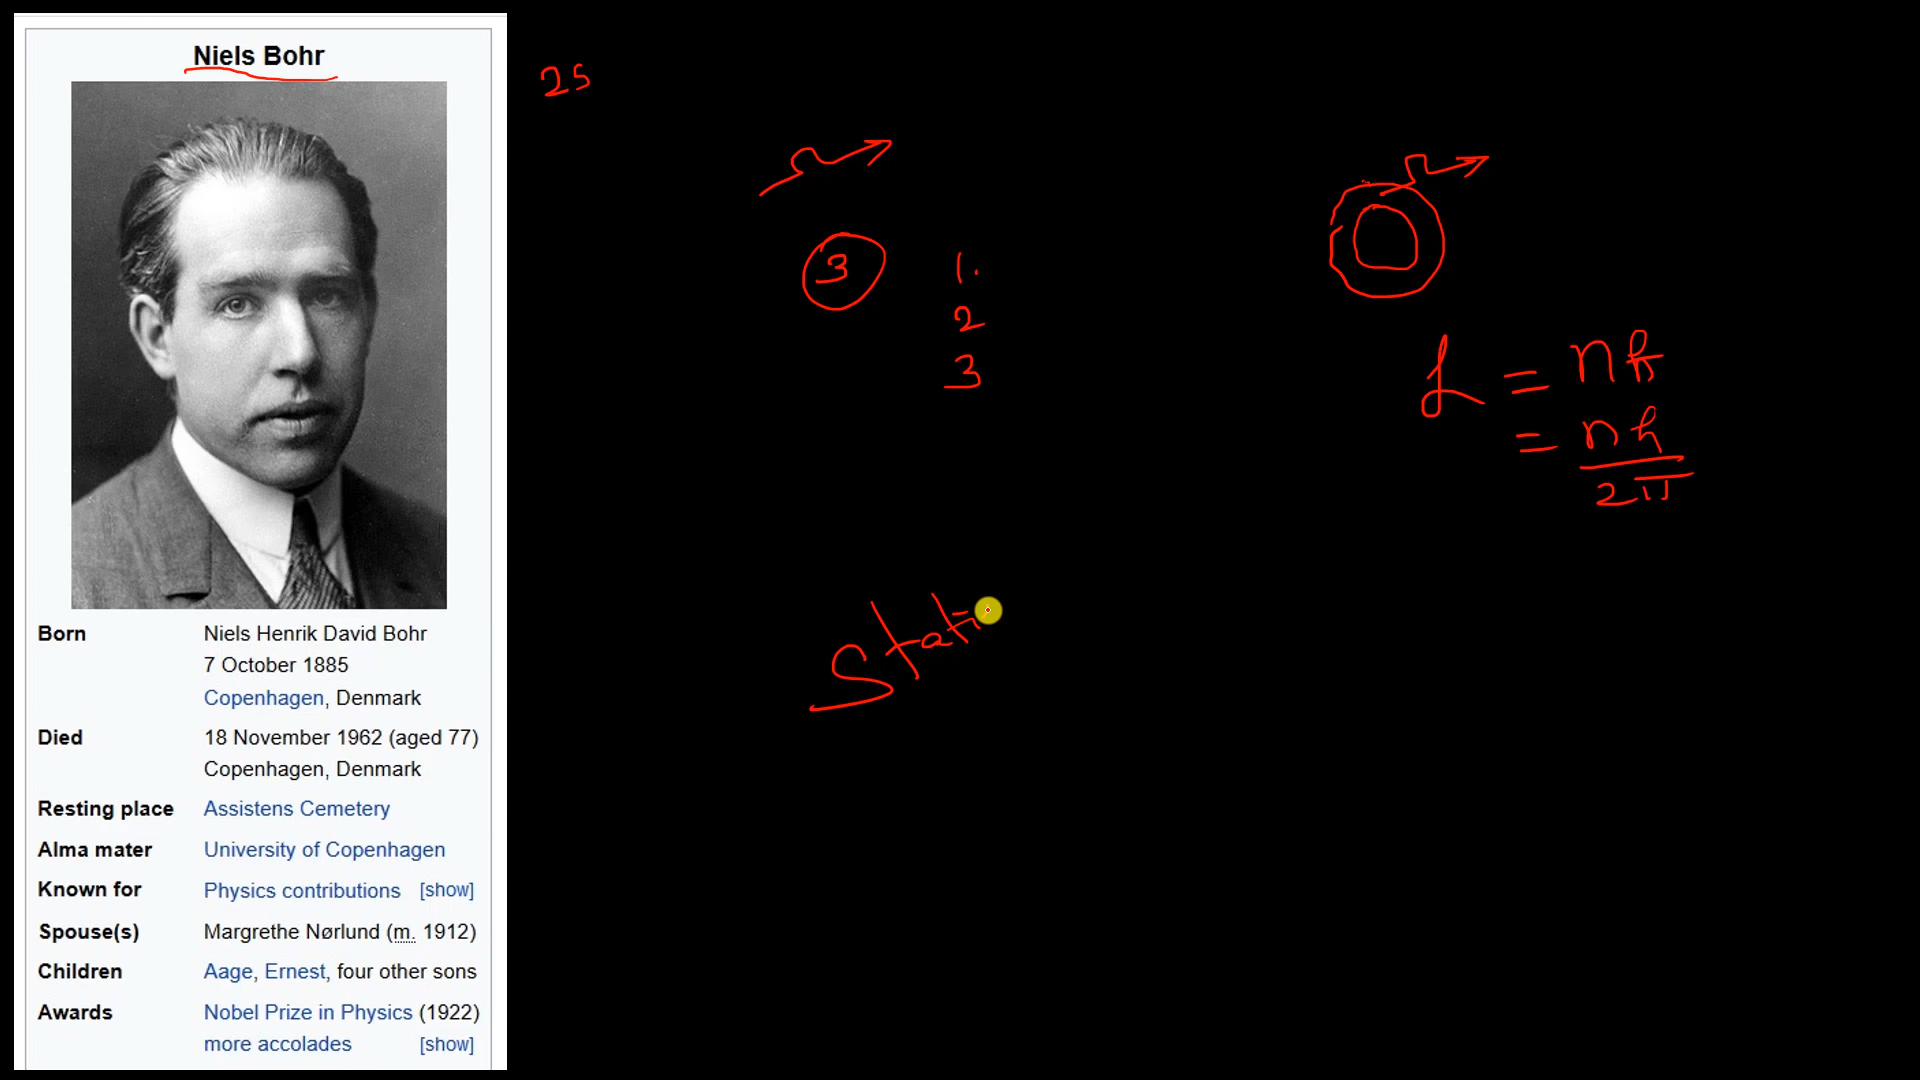 Niels Bohr
Born Niels Henrik David Bohr
7 October 1885
Copenhagen, Denmark
Died 18 November 1962 (aged 77)
Copenhagen, Denmark
Resting place Assistens Cemetery
Alma mater University of Copenhagen
Known for Physics contributions [show]
Spouse(s) Margrethe Nørlund (m. 1912)
Children Aage, Ernest, four other sons
Awards Nobel Prize in Physics (1922)
more accolades [show]
25
3
1.
2
3
L = nħ
= nh
2π
Stati